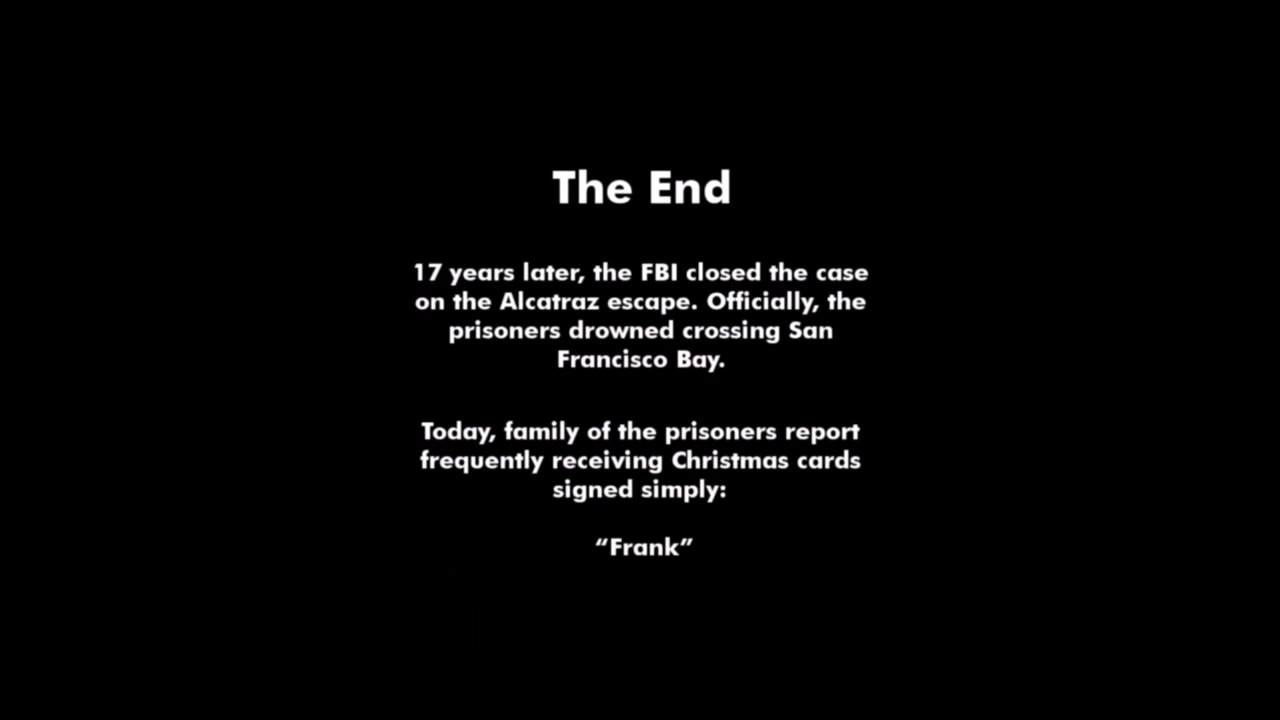 The End
17 years later, the FBI closed the case
on the Alcatraz escape. Officially, the
prisoners drowned crossing San
Francisco Bay.
Today, family of the prisoners report
frequently receiving Christmas cards
signed simply:
“Frank”